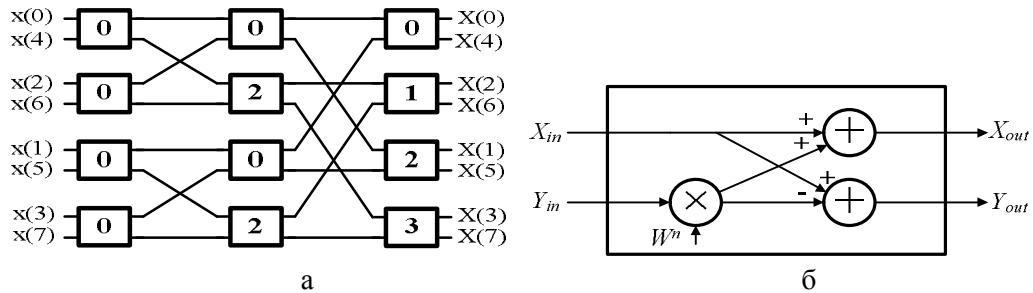 x(0) 0 0 0 X(0)
x(4) X(4)
x(2) 0 2 1 X(2)
x(6) X(6)
x(1) 0 0 2 X(1)
x(5) X(5)
x(3) 0 2 3 X(3)
x(7) X(7)
а
X_in + + + X_out
Y_in × + - + Y_out
W^n
б